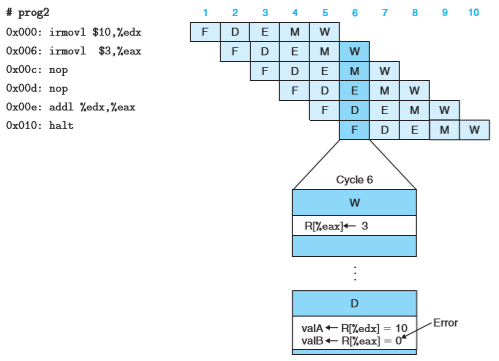 # prog2 1 2 3 4 5 6 7 8 9 10
0x000: irmovl $10,%edx F D E M W
0x006: irmovl $3,%eax F D E M W
0x00c: nop F D E M W
0x00d: nop F D E M W
0x00e: addl %edx,%eax F D E M W
0x010: halt F D E M W
Cycle 6
W
R[%eax]← 3
D
valA ← R[%edx] = 10
valB ← R[%eax] = 0
Error